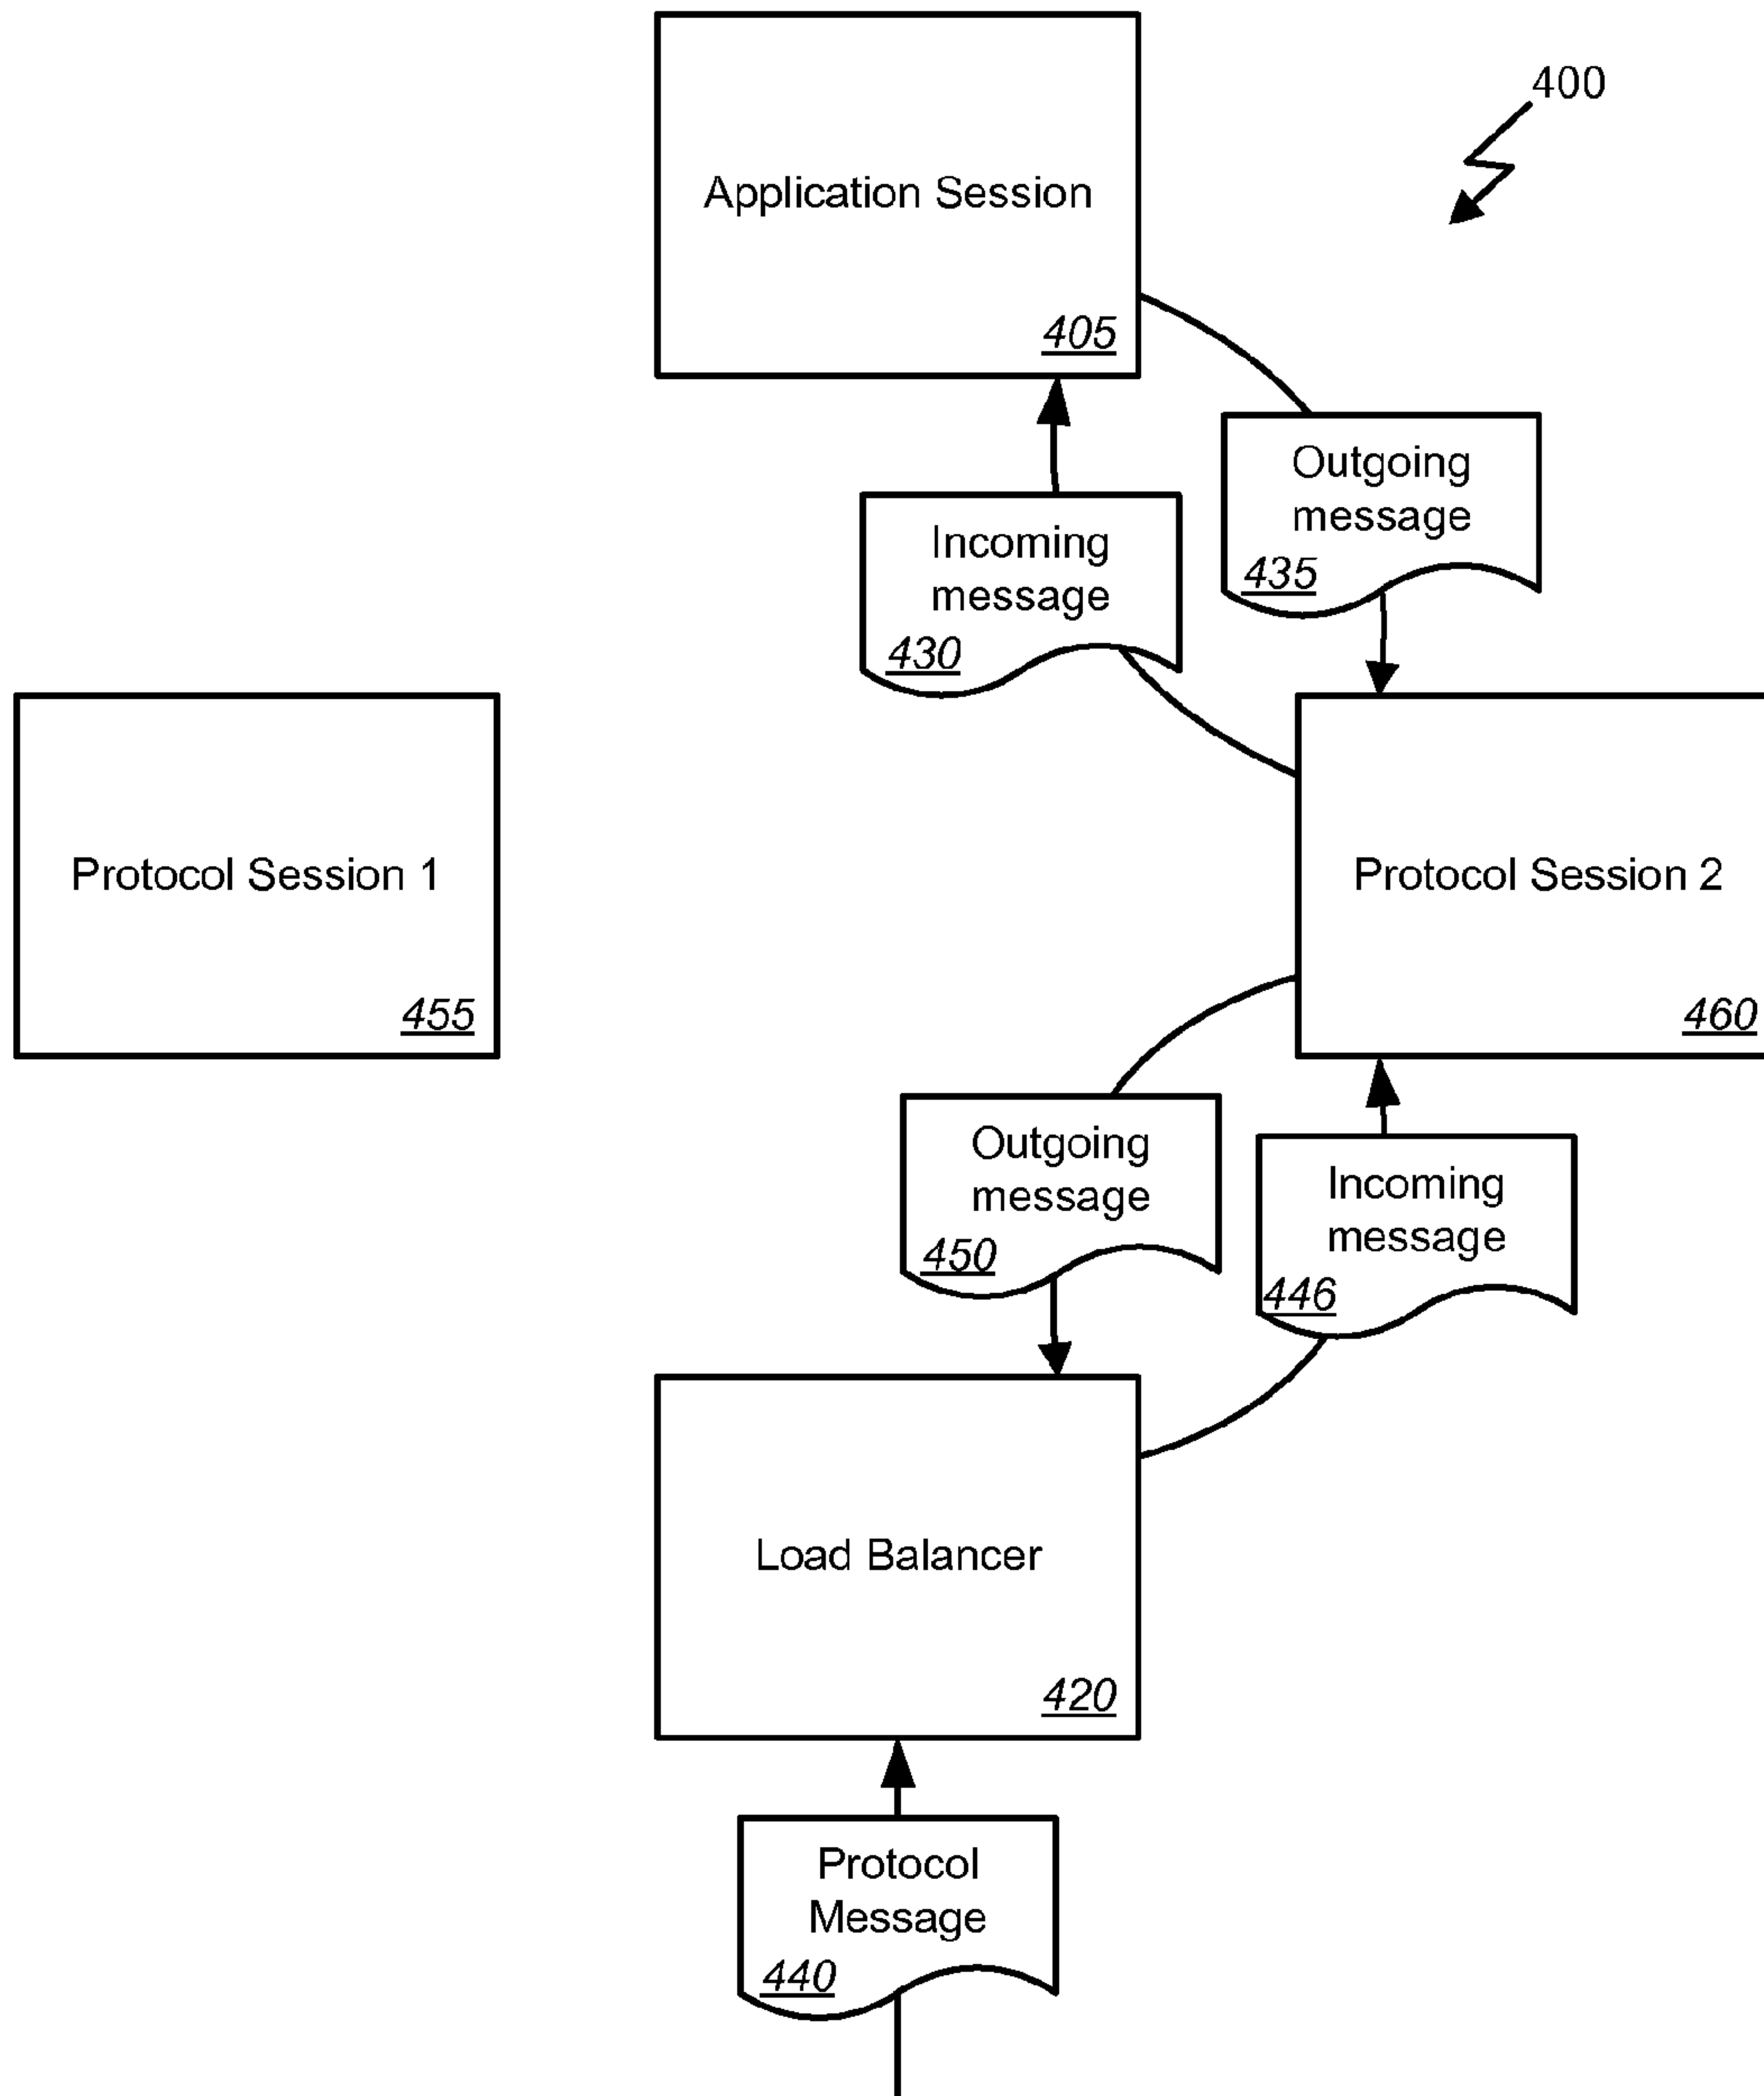 400
Application Session
405
Outgoing
message
435
Incoming
message
430
Protocol Session 1
455
Protocol Session 2
460
Outgoing
message
450
Incoming
message
446
Load Balancer
420
Protocol
Message
440